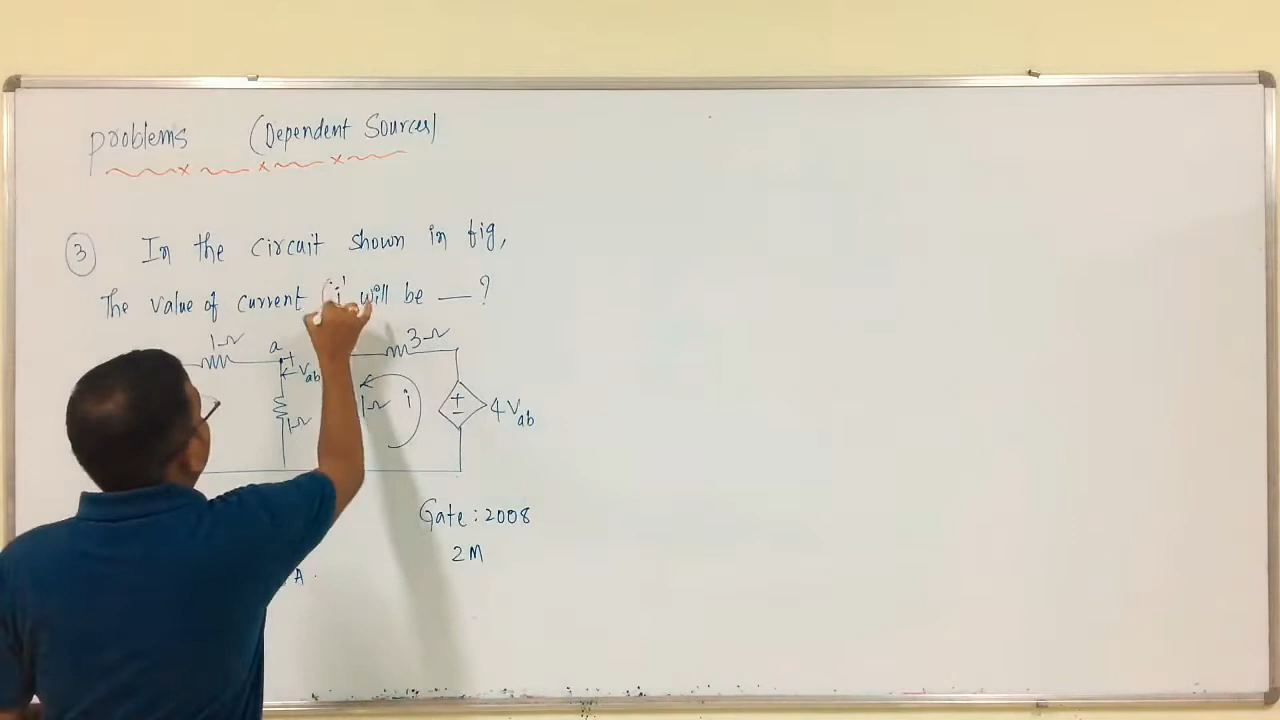 problems (Dependent Sources)
③ In the circuit shown in fig,
The value of current 'i' will be — ?
1Ω a 3Ω
+ Vab
1Ω 1Ω i + - 4Vab
Gate : 2008
2M
A.